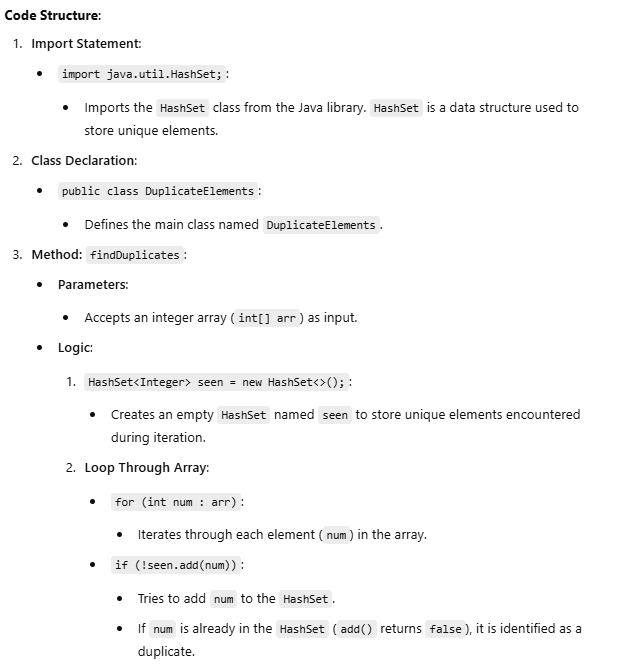 Code Structure:
1. Import Statement:
• import java.util.HashSet; :
• Imports the HashSet class from the Java library. HashSet is a data structure used to
store unique elements.
2. Class Declaration:
• public class DuplicateElements :
• Defines the main class named DuplicateElements .
3. Method: findDuplicates :
• Parameters:
• Accepts an integer array ( int[] arr ) as input.
• Logic:
1. HashSet<Integer> seen = new HashSet<>(); :
• Creates an empty HashSet named seen to store unique elements encountered
during iteration.
2. Loop Through Array:
• for (int num : arr) :
• Iterates through each element ( num ) in the array.
• if (!seen.add(num)) :
• Tries to add num to the HashSet .
• If num is already in the HashSet ( add() returns false ), it is identified as a
duplicate.